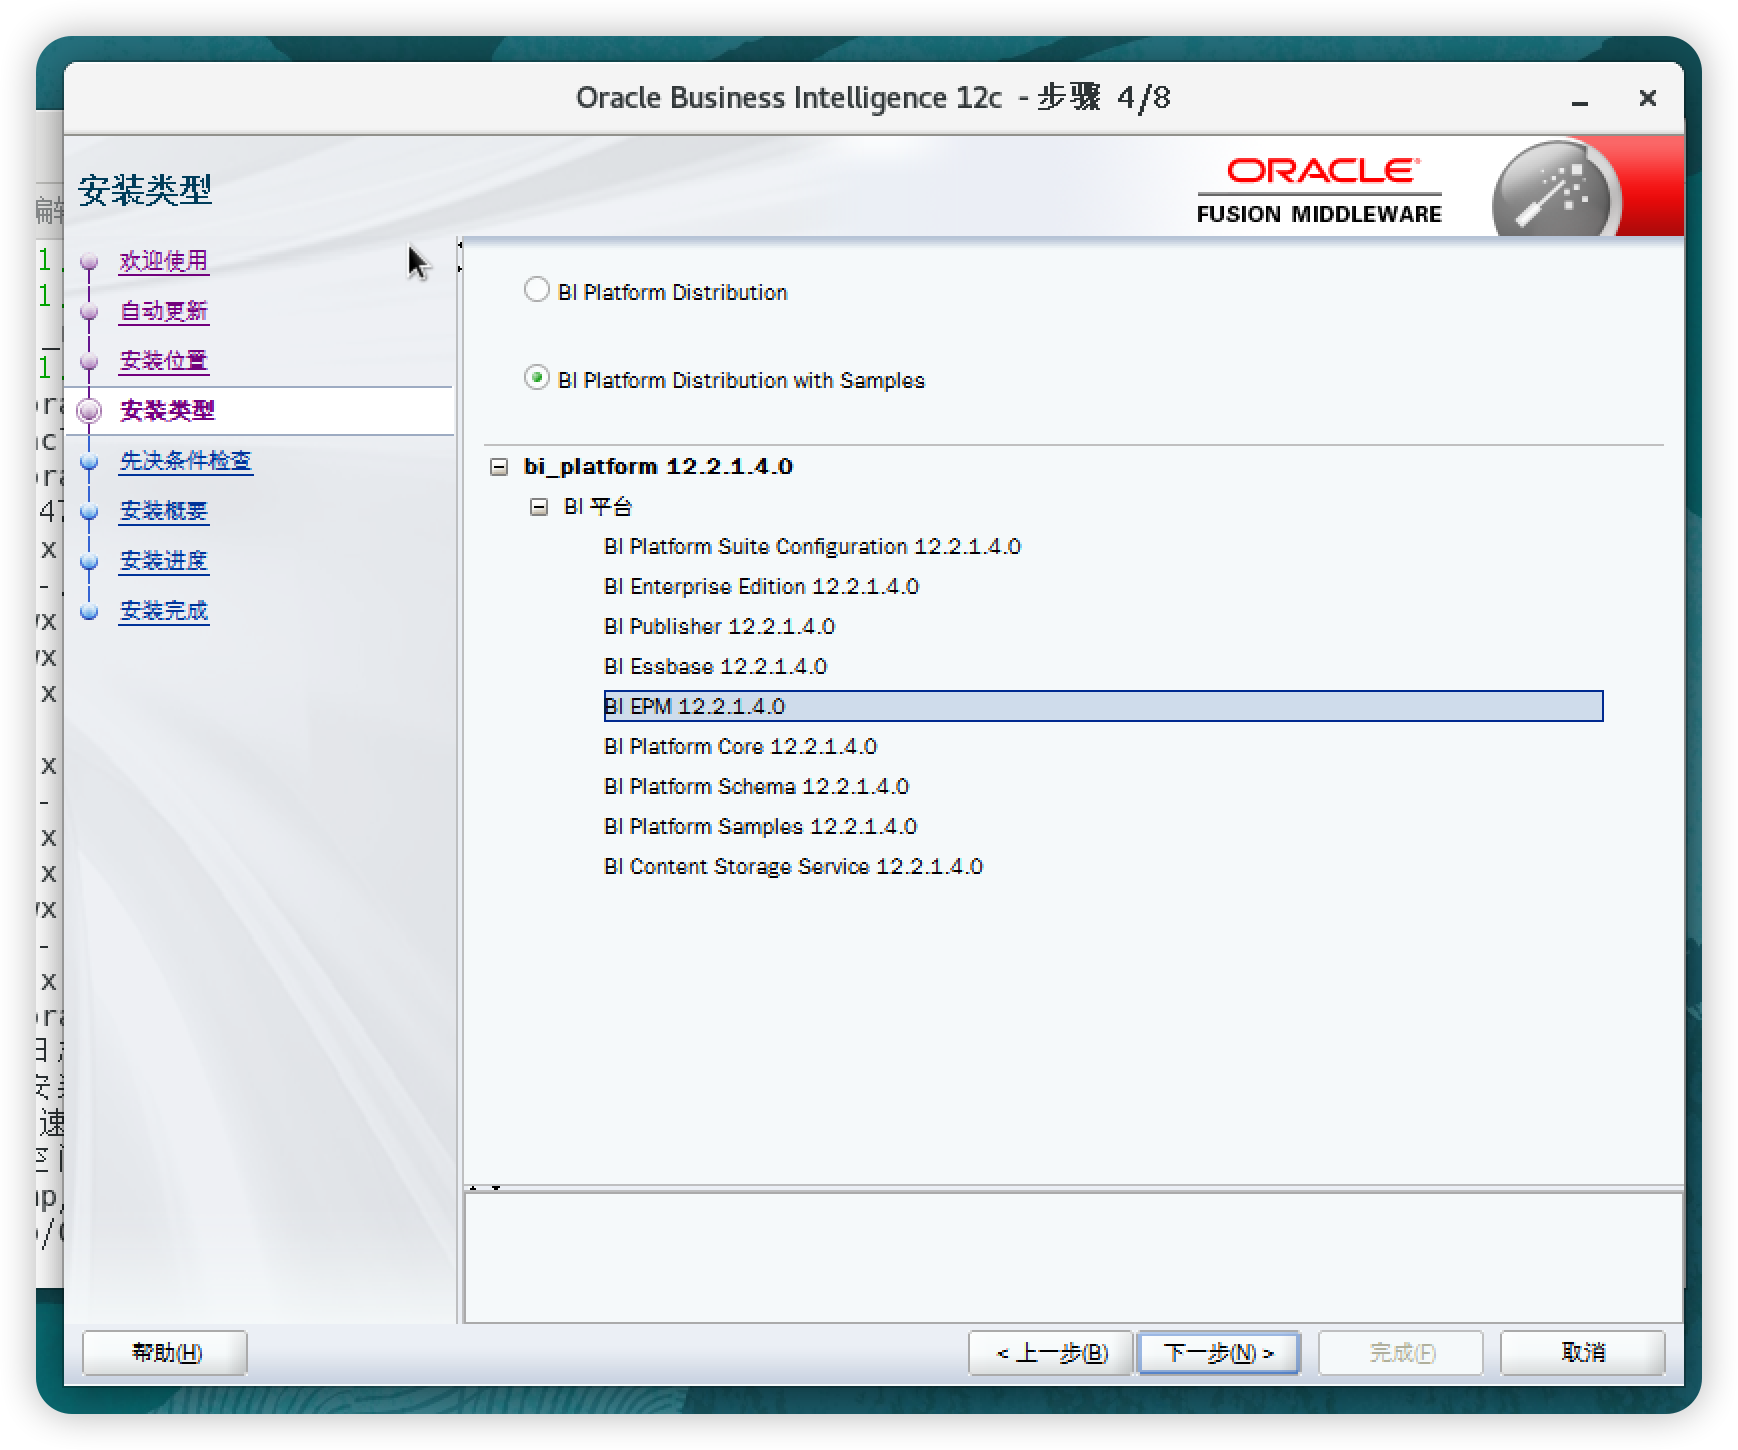 Oracle Business Intelligence 12c - 步骤 4/8
安装类型
ORACLE
FUSION MIDDLEWARE
欢迎使用
自动更新
安装位置
安装类型
先决条件检查
安装概要
安装进度
安装完成
BI Platform Distribution
BI Platform Distribution with Samples
bi_platform 12.2.1.4.0
BI 平台
BI Platform Suite Configuration 12.2.1.4.0
BI Enterprise Edition 12.2.1.4.0
BI Publisher 12.2.1.4.0
BI Essbase 12.2.1.4.0
BI EPM 12.2.1.4.0
BI Platform Core 12.2.1.4.0
BI Platform Schema 12.2.1.4.0
BI Platform Samples 12.2.1.4.0
BI Content Storage Service 12.2.1.4.0
帮助(H)
< 上一步(B)
下一步(N) >
完成(F)
取消